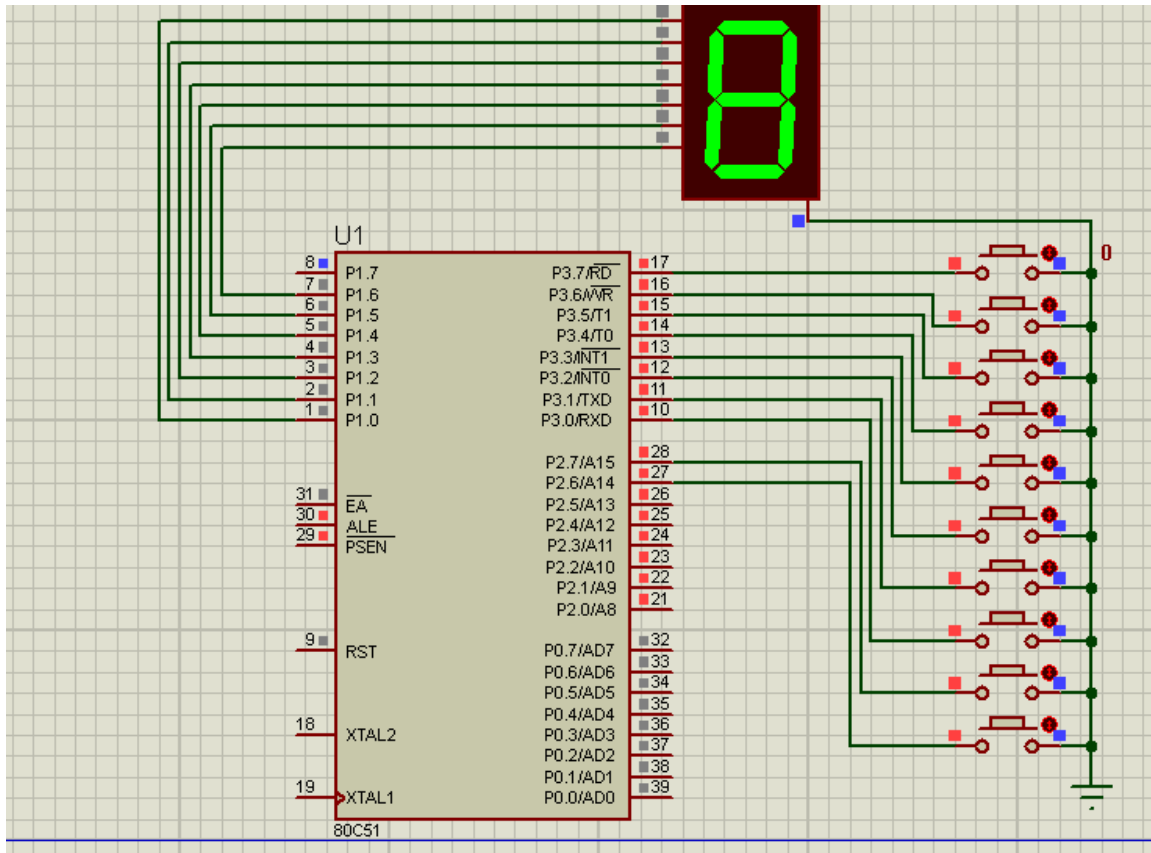 U1
8 P1.7 P3.7/RD 17
7 P1.6 P3.6/WR 16
6 P1.5 P3.5/T1 15
5 P1.4 P3.4/T0 14
4 P1.3 P3.3/INT1 13
3 P1.2 P3.2/INT0 12
2 P1.1 P3.1/TXD 11
1 P1.0 P3.0/RXD 10
P2.7/A15 28
P2.6/A14 27
31 EA P2.5/A13 26
30 ALE P2.4/A12 25
29 PSEN P2.3/A11 24
P2.2/A10 23
P2.1/A9 22
P2.0/A8 21
9 RST P0.7/AD7 32
P0.6/AD6 33
P0.5/AD5 34
P0.4/AD4 35
18 XTAL2 P0.3/AD3 36
P0.2/AD2 37
P0.1/AD1 38
19 XTAL1 P0.0/AD0 39
80C51
0